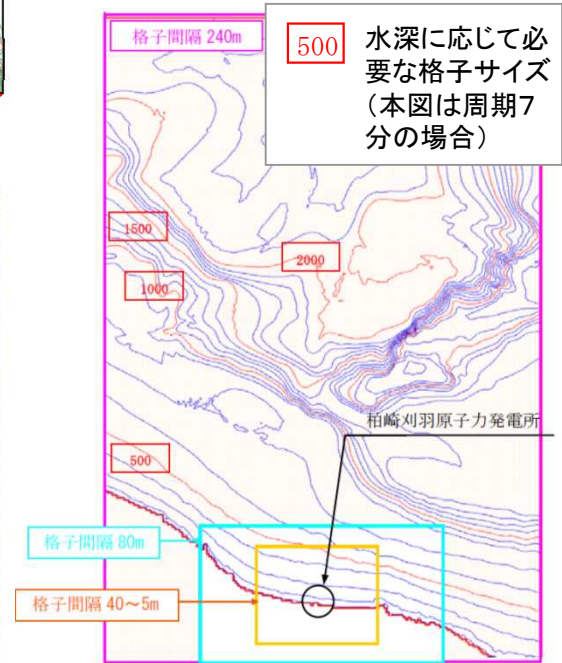 格子間隔 240m
500 水深に応じて必
要な格子サイズ
(本図は周期7
分の場合)
1500
2000
1000
柏崎刈羽原子力発電所
500
格子間隔 80m
格子間隔 40～5m